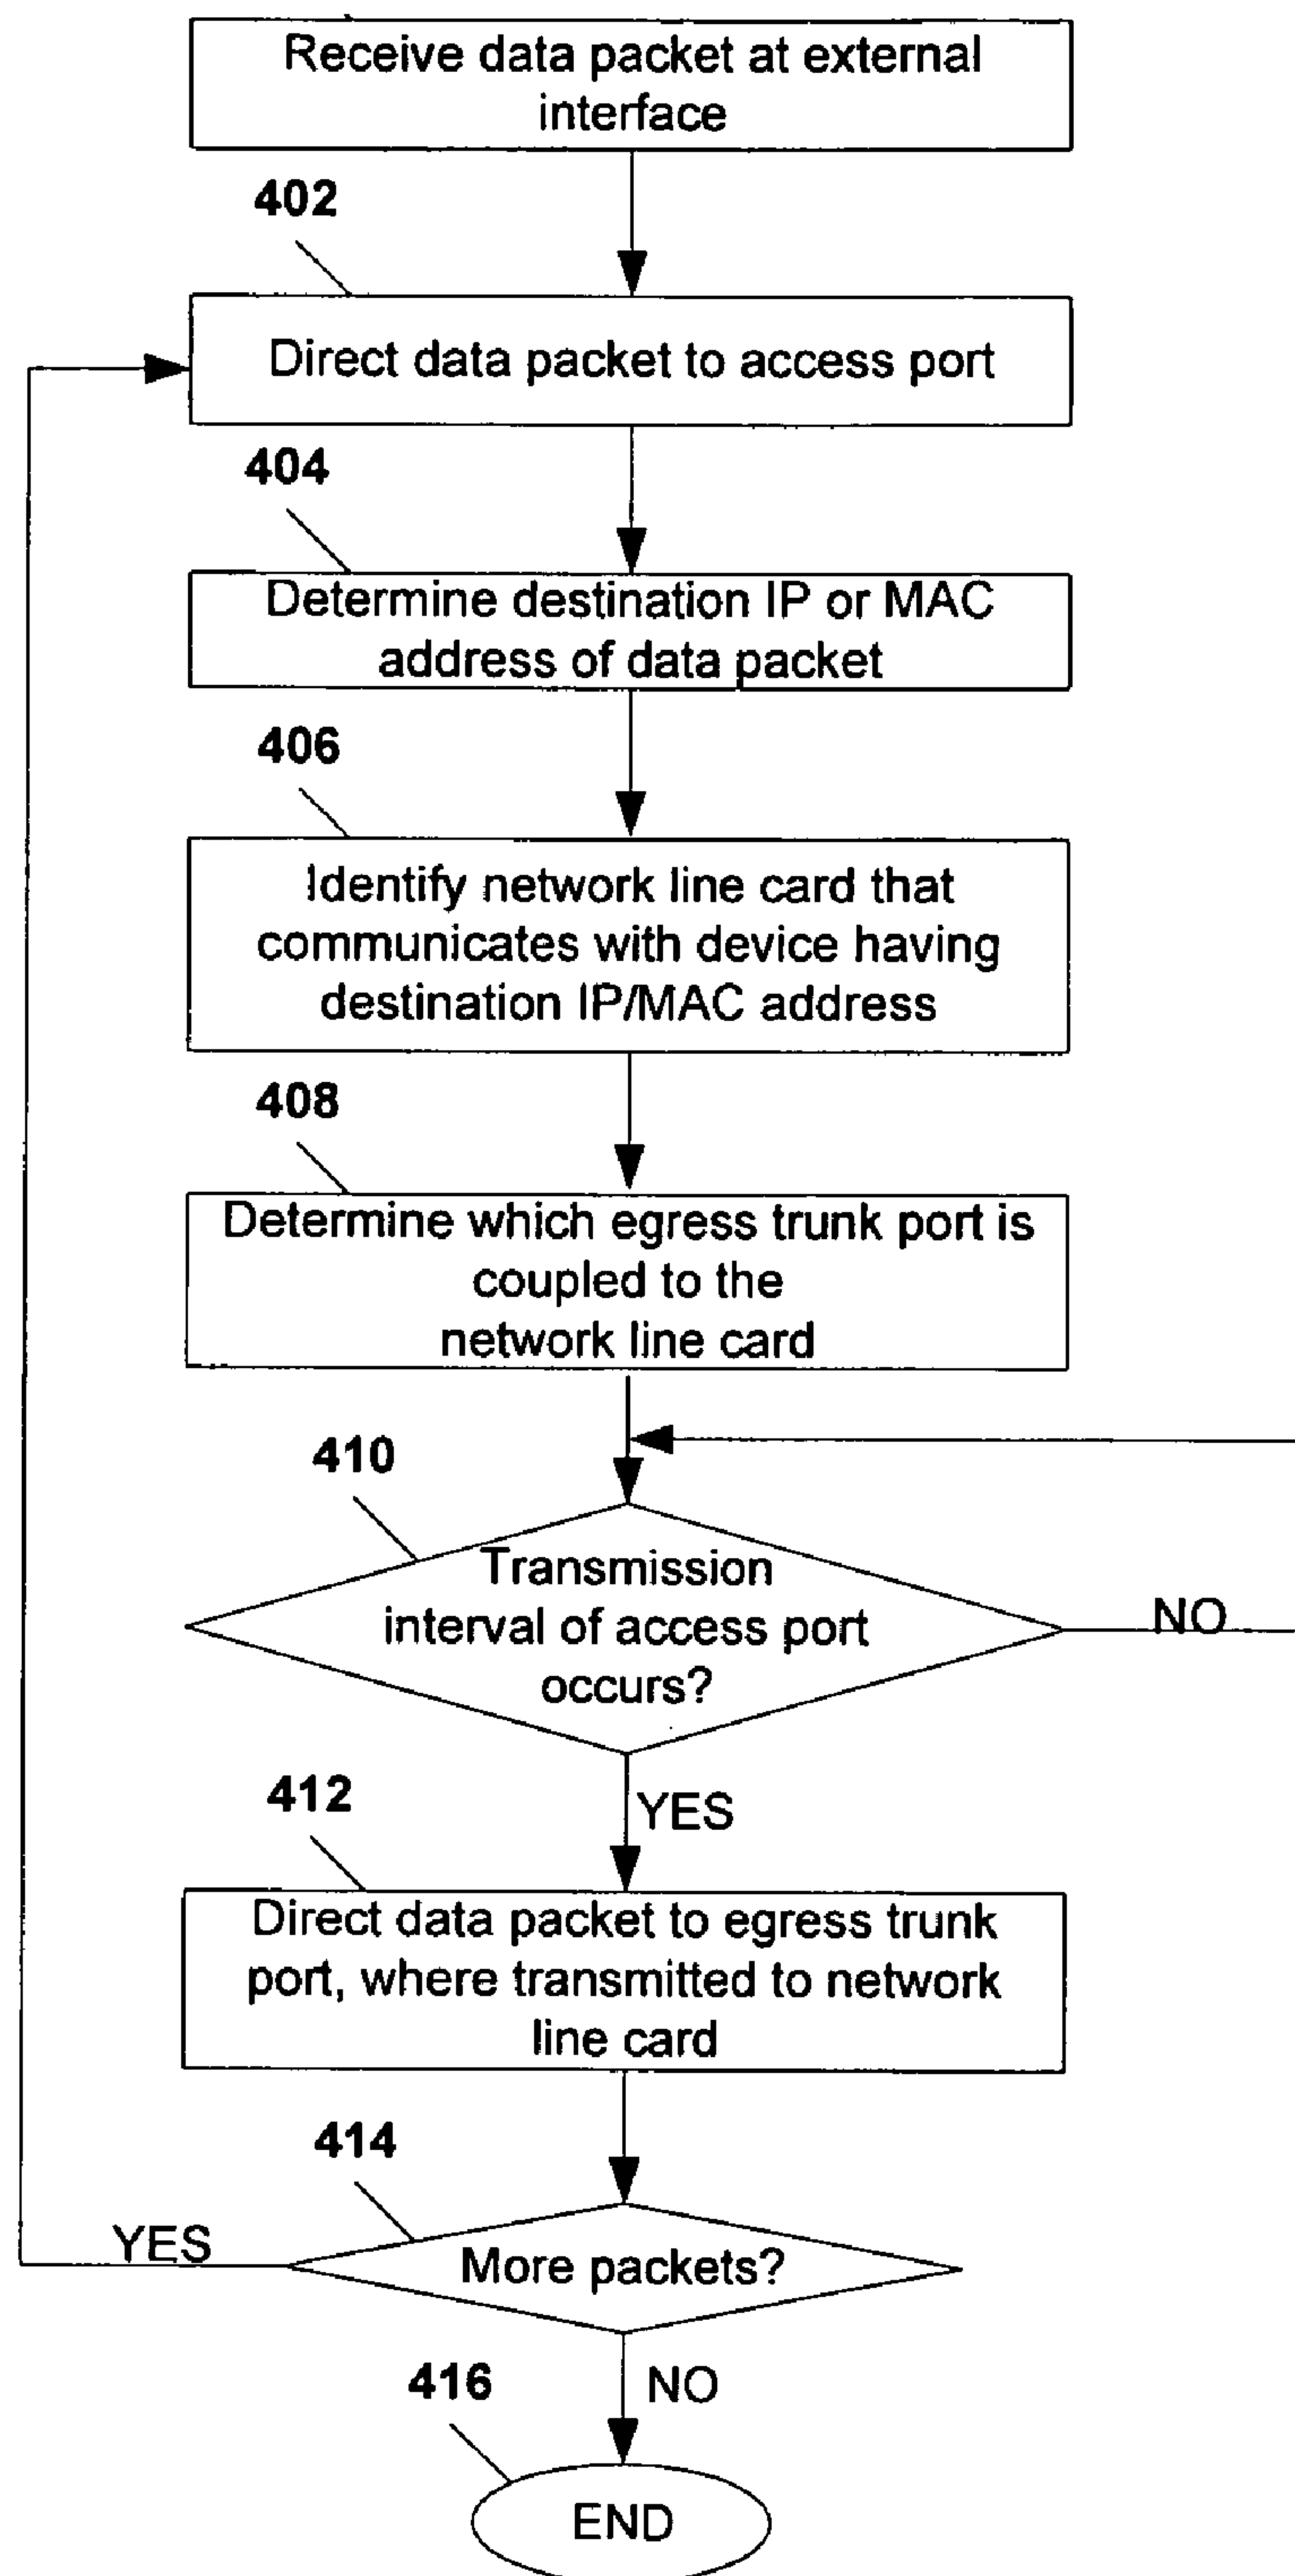 Receive data packet at external
interface
402
Direct data packet to access port
404
Determine destination IP or MAC
address of data packet
406
Identify network line card that
communicates with device having
destination IP/MAC address
408
Determine which egress trunk port is
coupled to the
network line card
410
Transmission
interval of access port
occurs?
NO
412
YES
Direct data packet to egress trunk
port, where transmitted to network
line card
414
YES
More packets?
416
NO
END